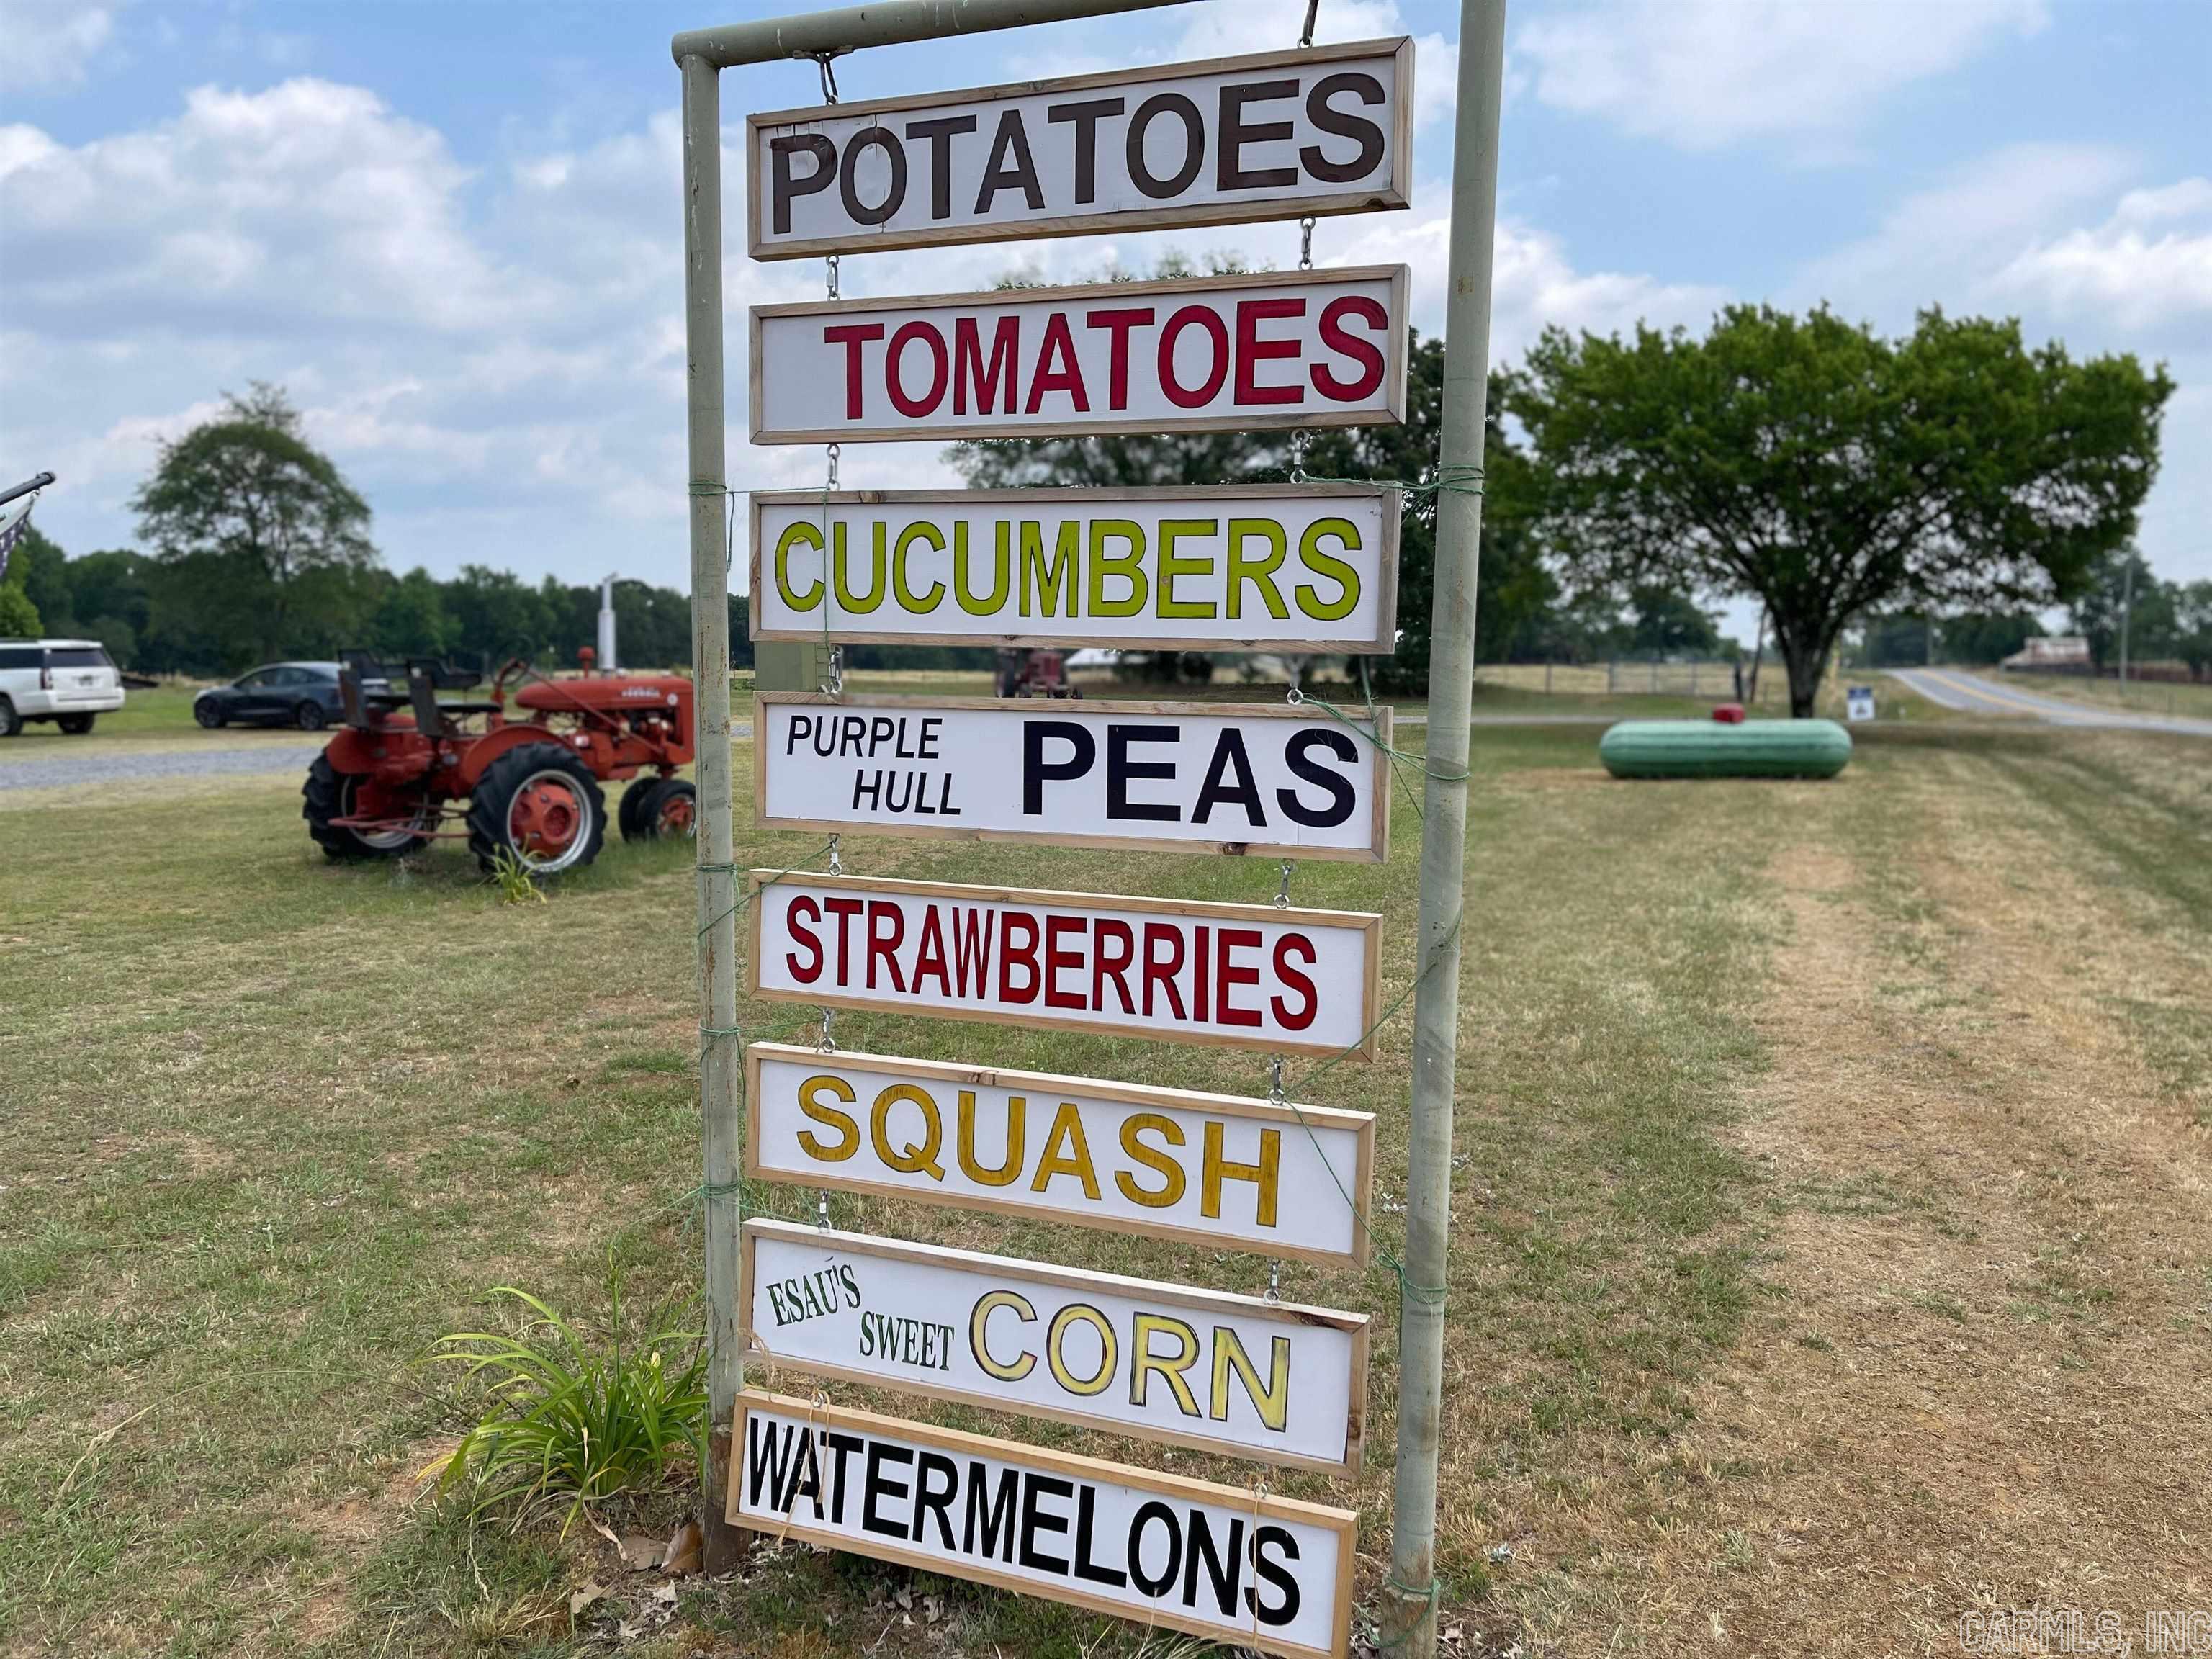 POTATOES
TOMATOES
CUCUMBERS
PURPLE
HULL PEAS
STRAWBERRIES
SQUASH
ESAU'S
SWEET CORN
WATERMELONS
CARMLS, INC